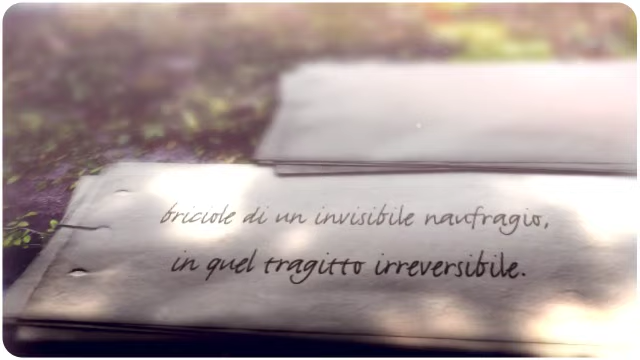 briciole di un invisibile naufragio,
in quel tragitto irreversibile.